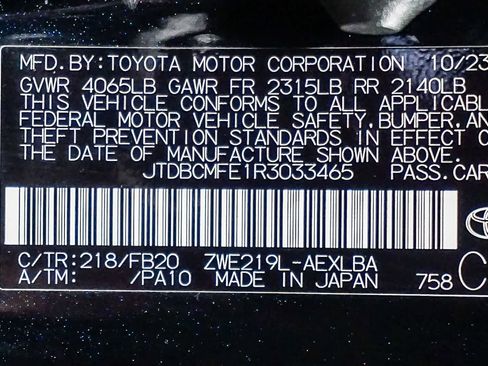 MFD.BY:TOYOTA MOTOR CORPORATION 10/23
GVWR 4065LB GAWR FR 2315LB RR 2140LB
THIS VEHICLE CONFORMS TO ALL APPLICABL
FEDERAL MOTOR VEHICLE SAFETY,BUMPER,AN
THEFT PREVENTION STANDARDS IN EFFECT O
THE DATE OF MANUFACTURE SHOWN ABOVE.
JTDBCMFE1R3033465 PASS.CAR
C/TR:218/FB20 ZWE219L-AEXLBA
A/TM: /PA10 MADE IN JAPAN 758 C